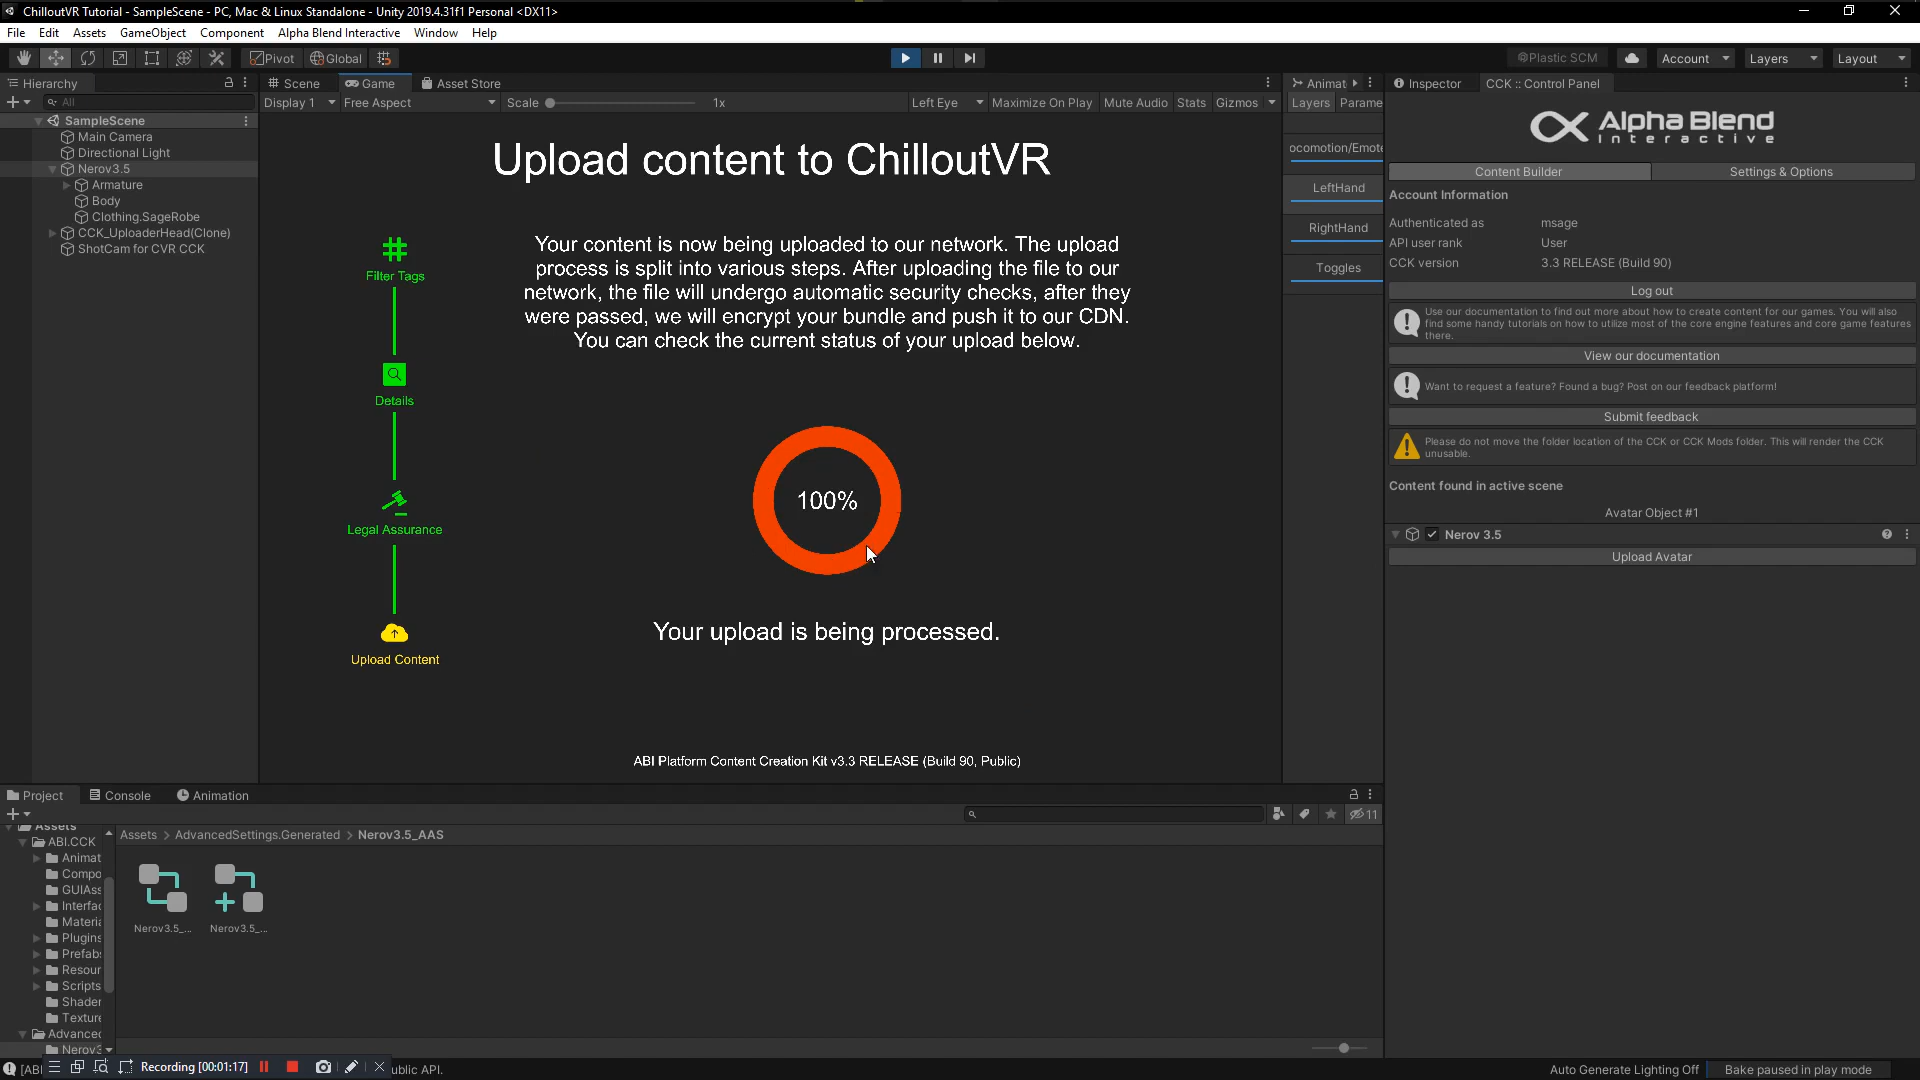 ChilloutVR Tutorial - SampleScene - PC, Mac & Linux Standalone - Unity 2019.4.31f1 Personal <DX11>
File Edit Assets GameObject Component Alpha Blend Interactive Window Help
Pivot Global Plastic SCM Account Layers Layout
Hierarchy
All
SampleScene
Main Camera
Directional Light
Nerov3.5
Armature
Body
Clothing.SageRobe
CCK_UploaderHead(Clone)
ShotCam for CVR CCK
Scene Game Asset Store
Display 1 Free Aspect Scale 1x Left Eye Maximize On Play Mute Audio Stats Gizmos
Upload content to ChilloutVR
Your content is now being uploaded to our network. The upload
process is split into various steps. After uploading the file to our
network, the file will undergo automatic security checks, after they
were passed, we will encrypt your bundle and push it to our CDN.
You can check the current status of your upload below.
Filter Tags
Details
Legal Assurance
Upload Content
100%
Your upload is being processed.
ABI Platform Content Creation Kit v3.3 RELEASE (Build 90, Public)
Animat
Layers Parame
ocomotion/Emote
LeftHand
RightHand
Toggles
Inspector CCK :: Control Panel
Alpha Blend
Interactive
Content Builder Settings & Options
Account Information
Authenticated as msage
API user rank User
CCK version 3.3 RELEASE (Build 90)
Log out
Use our documentation to find out more about how to create content for our games. You will also
find some handy tutorials on how to utilize most of the core engine features and core game features
there.
View our documentation
Want to request a feature? Found a bug? Post on our feedback platform!
Submit feedback
Please do not move the folder location of the CCK or CCK Mods folder. This will render the CCK
unusable.
Content found in active scene
Avatar Object #1
Nerov 3.5
Upload Avatar
Project Console Animation
11
Assets
ABI.CCK
Animat
Compo
GUIAss
Interfac
Materia
Plugins
Prefabs
Resour
Scripts
Shader
Texture
Advanced
Nerov3
Assets > AdvancedSettings.Generated > Nerov3.5_AAS
Nerov3.5_... Nerov3.5_...
[ABI Recording [00:01:17] ublic API.
Auto Generate Lighting Off Bake paused in play mode